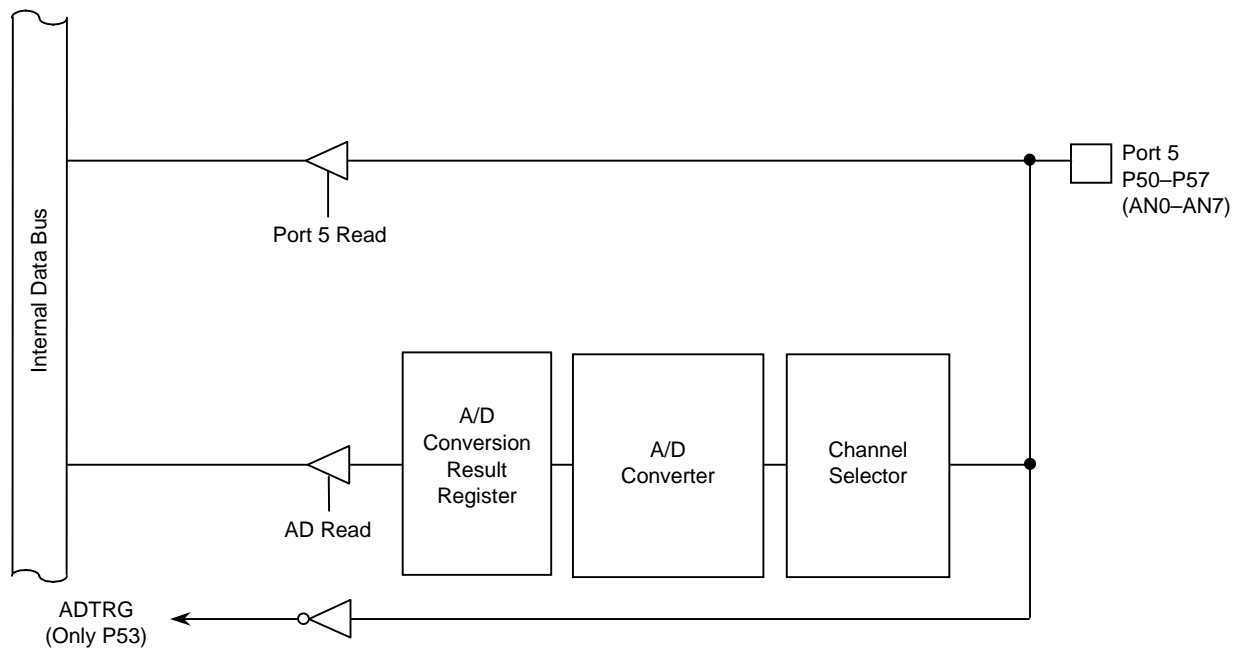 Port 5
P50–P57
(AN0–AN7)
Port 5 Read
Internal Data Bus
A/D
Conversion
Result
Register
A/D
Converter
Channel
Selector
AD Read
ADTRG
(Only P53)